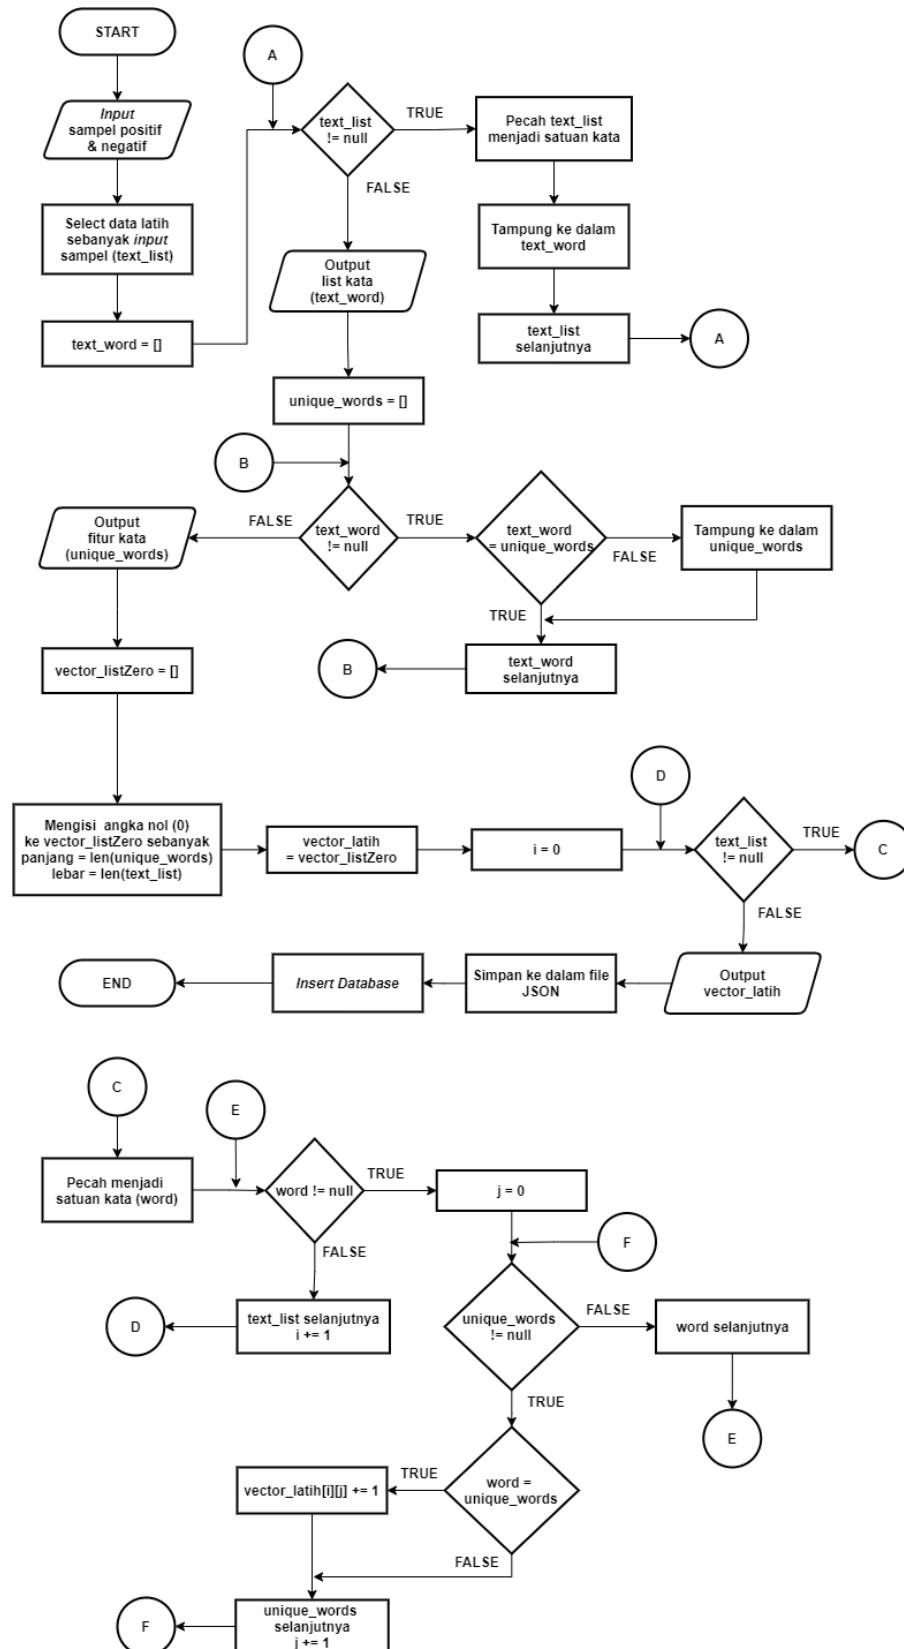 START
A
Input
sampel positif
& negatif
text_list
!= null
TRUE
Pecah text_list
menjadi satuan kata
FALSE
Select data latih
sebanyak input
sampel (text_list)
Tampung ke dalam
text_word
Output
list kata
(text_word)
text_word = []
text_list
selanjutnya
A
unique_words = []
B
Output
fitur kata
(unique_words)
FALSE
text_word
!= null
TRUE
text_word
= unique_words
FALSE
Tampung ke dalam
unique_words
TRUE
vector_listZero = []
B
text_word
selanjutnya
D
Mengisi angka nol (0)
ke vector_listZero sebanyak
panjang = len(unique_words)
lebar = len(text_list)
vector_latih
= vector_listZero
i = 0
text_list
!= null
TRUE
C
FALSE
END
Insert Database
Simpan ke dalam file
JSON
Output
vector_latih
C
E
Pecah menjadi
satuan kata (word)
word != null
TRUE
j = 0
FALSE
F
D
text_list selanjutnya
i += 1
unique_words
!= null
FALSE
word selanjutnya
TRUE
E
vector_latih[i][j] += 1
TRUE
word =
unique_words
FALSE
F
unique_words
selanjutnya
j += 1